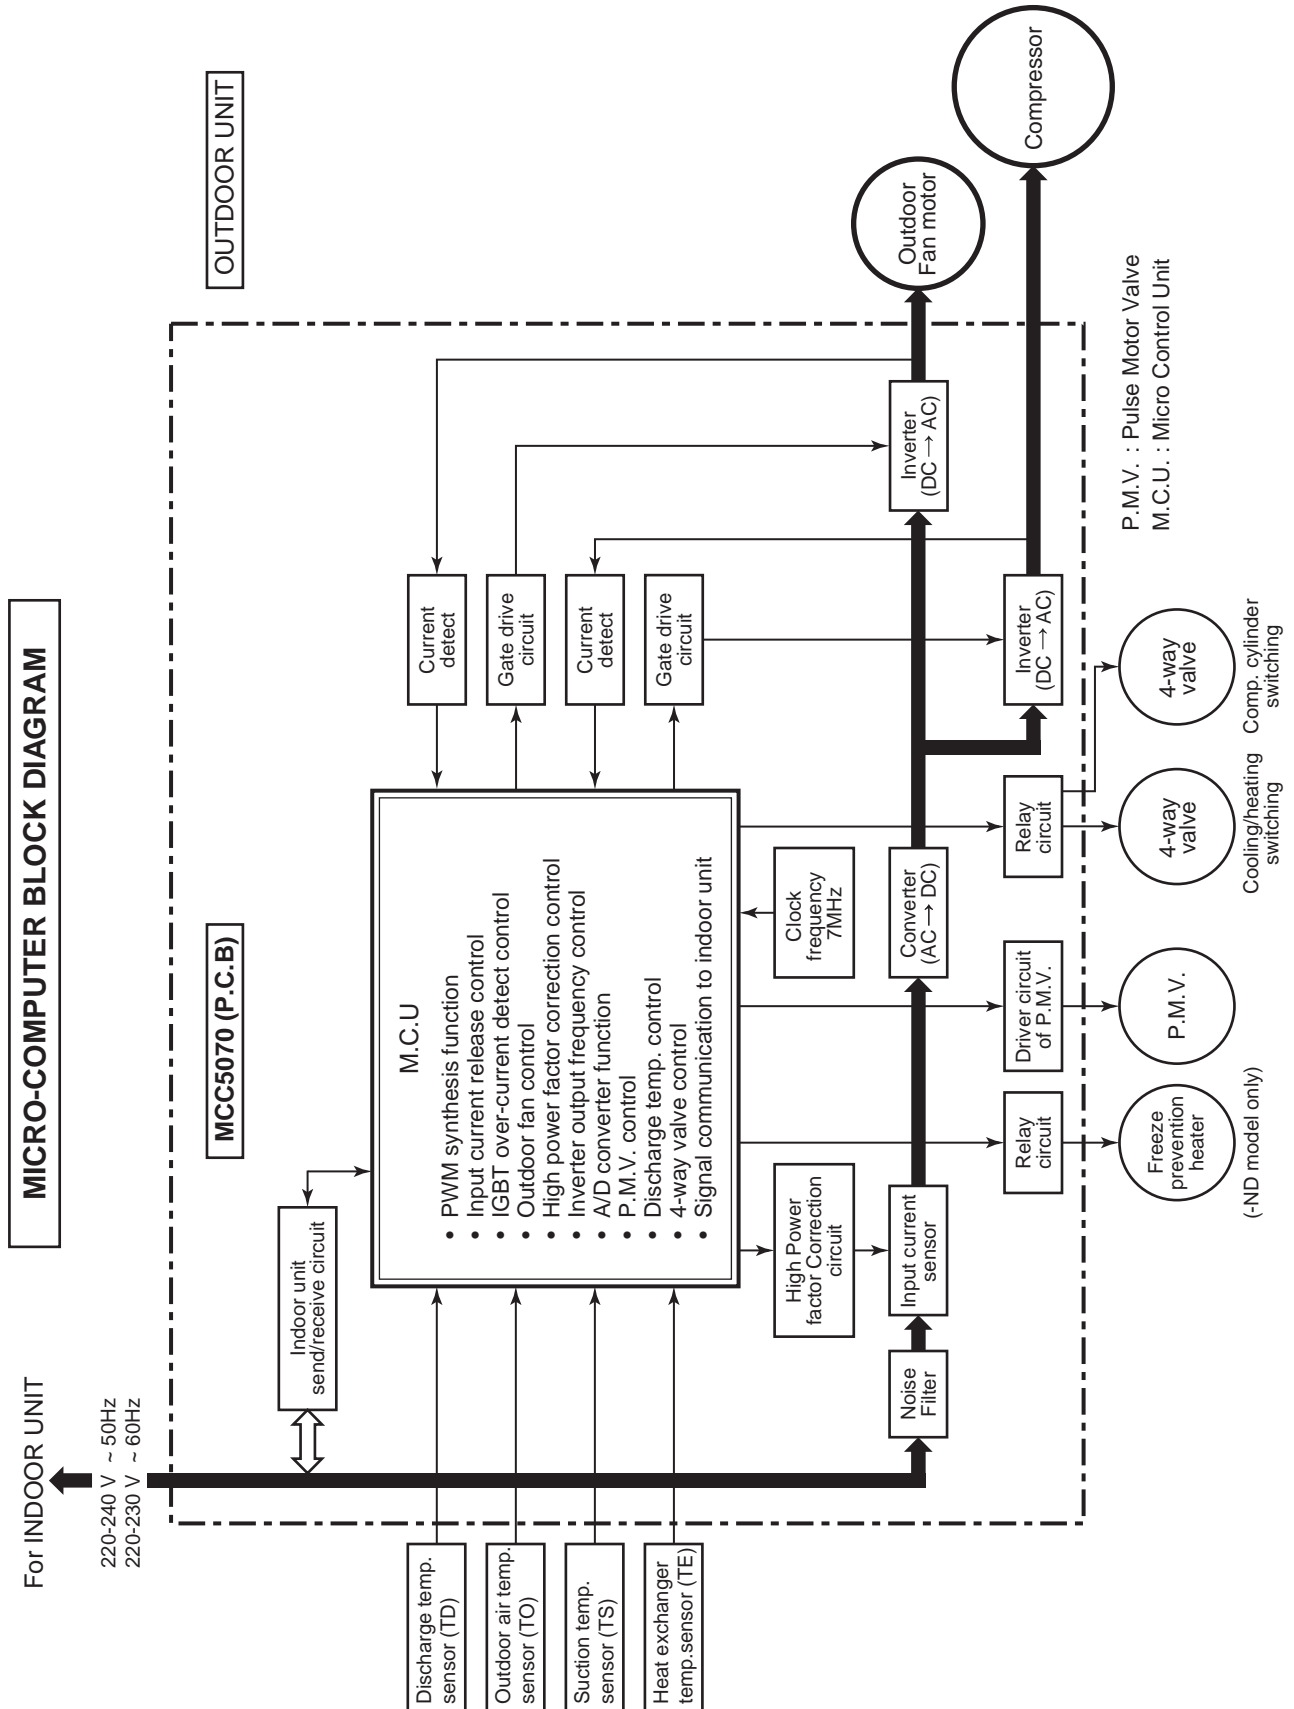 MICRO-COMPUTER BLOCK DIAGRAM
For INDOOR UNIT
220-240 V ~ 50Hz
220-230 V ~ 60Hz
MCC5070 (P.C.B)
OUTDOOR UNIT
Indoor unit
send/receive circuit
Discharge temp.
sensor (TD)
Outdoor air temp.
sensor (TO)
Suction temp.
sensor (TS)
Heat exchanger
temp.sensor (TE)
M.C.U
• PWM synthesis function
• Input current release control
• IGBT over-current detect control
• Outdoor fan control
• High power factor correction control
• Inverter output frequency control
• A/D converter function
• P.M.V. control
• Discharge temp. control
• 4-way valve control
• Signal communication to indoor unit
Current
detect
Gate drive
circuit
Current
detect
Gate drive
circuit
High Power
factor Correction
circuit
Clock
frequency
7MHz
Noise
Filter
Input current
sensor
Converter
(AC → DC)
Inverter
(DC → AC)
Outdoor
Fan motor
Inverter
(DC → AC)
Compressor
Relay
circuit
Driver circuit
of P.M.V.
Relay
circuit
Freeze
prevention
heater
P.M.V.
4-way
valve
4-way
valve
(-ND model only)
Cooling/heating
switching
Comp. cylinder
switching
P.M.V. : Pulse Motor Valve
M.C.U. : Micro Control Unit